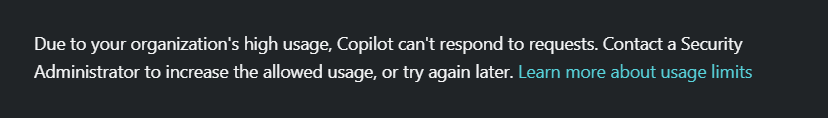 Due to your organization's high usage, Copilot can't respond to requests. Contact a Security
Administrator to increase the allowed usage, or try again later. Learn more about usage limits